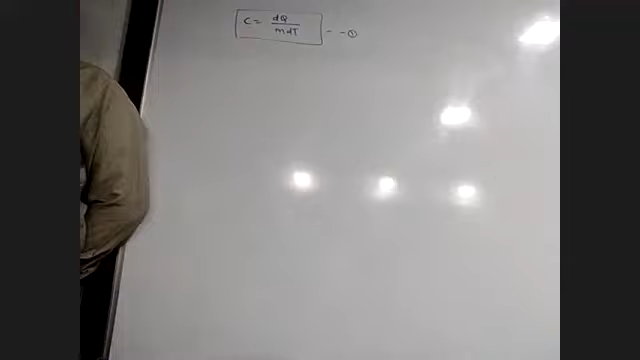 C = dQ / mdT - - ①